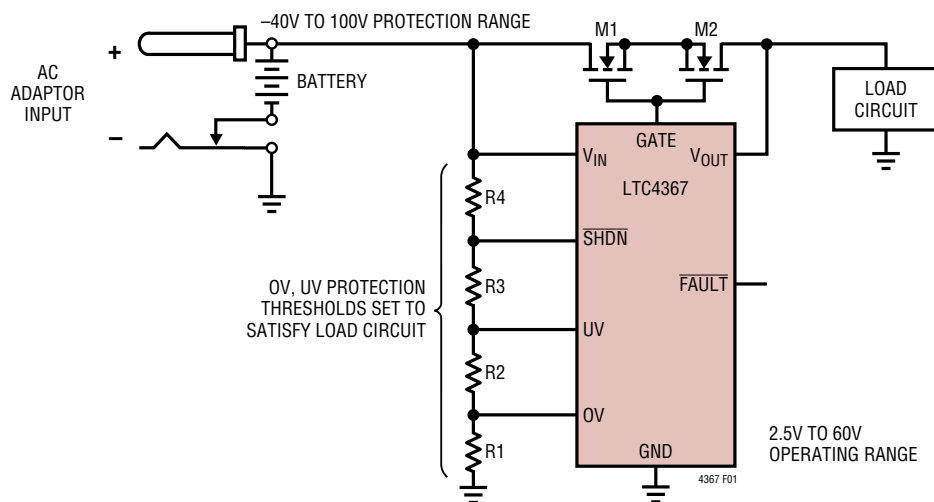 –40V TO 100V PROTECTION RANGE
M1
M2
+
AC
ADAPTOR
INPUT
–
BATTERY
LOAD
CIRCUIT
GATE
VIN
VOUT
LTC4367
R4
SHDN
R3
FAULT
OV, UV PROTECTION
THRESHOLDS SET TO
SATISFY LOAD CIRCUIT
UV
R2
OV
R1
GND
2.5V TO 60V
OPERATING RANGE
4367 F01